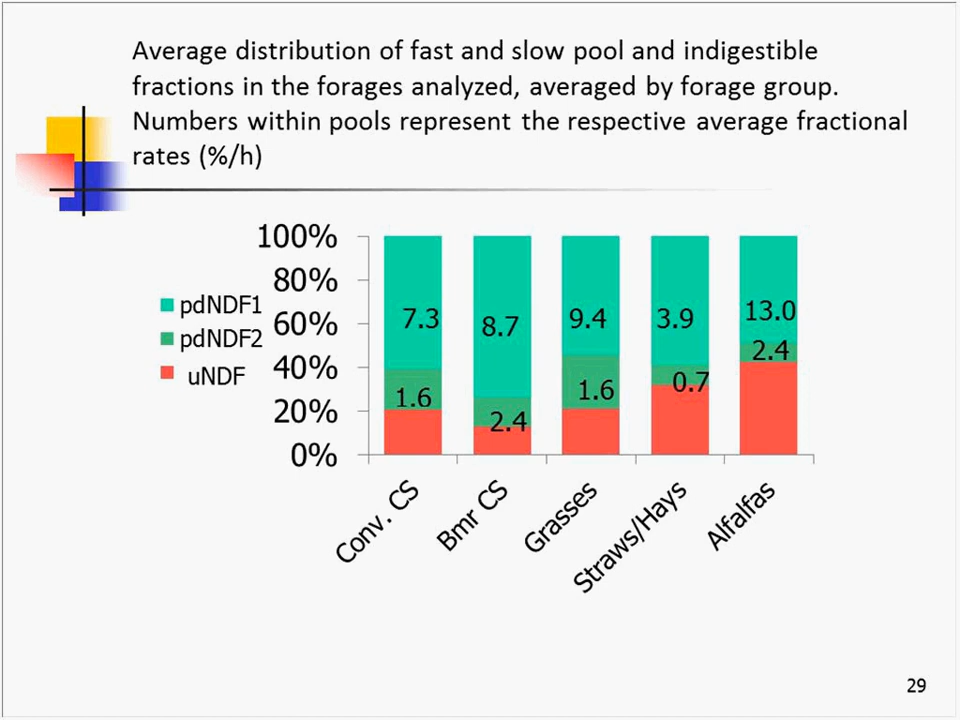 Average distribution of fast and slow pool and indigestible
fractions in the forages analyzed, averaged by forage group.
Numbers within pools represent the respective average fractional
rates (%/h)
100%
80%
60%
40%
20%
0%
pdNDF1
pdNDF2
uNDF
7.3
8.7
9.4
3.9
13.0
1.6
2.4
1.6
0.7
2.4
Conv. CS
Bmr CS
Grasses
Straws/Hays
Alfalfas
29